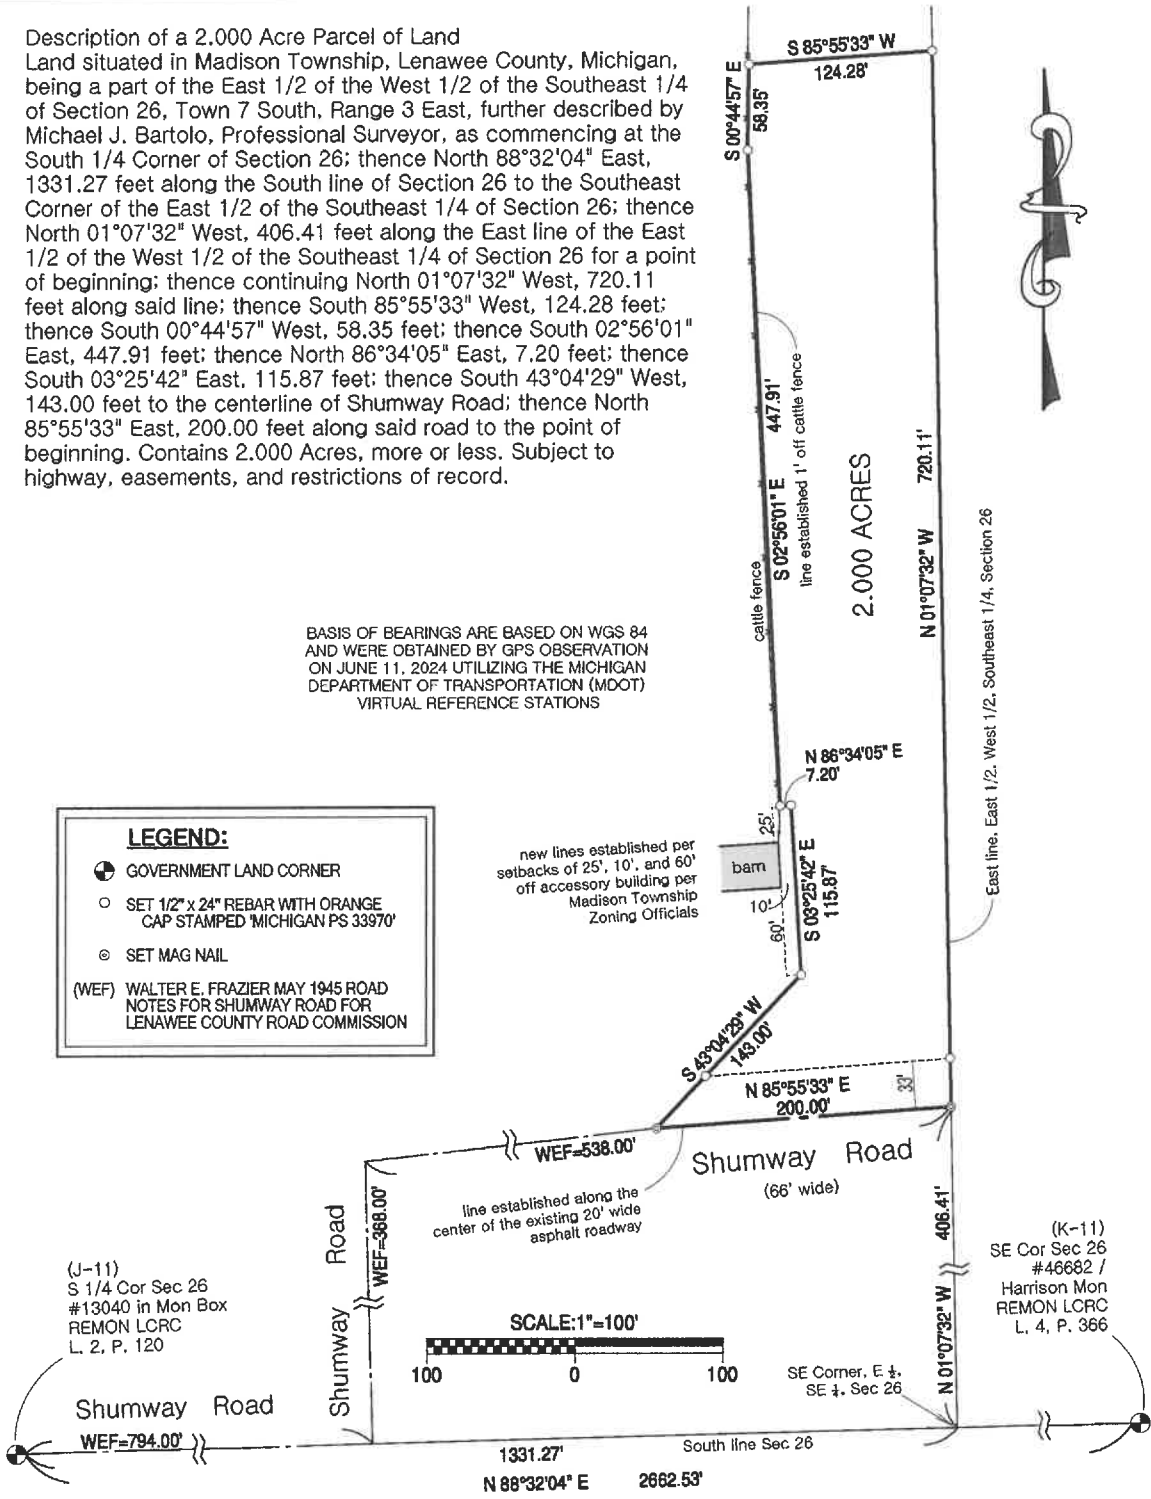 Description of a 2.000 Acre Parcel of Land
Land situated in Madison Township, Lenawee County, Michigan,
being a part of the East 1/2 of the West 1/2 of the Southeast 1/4
of Section 26, Town 7 South, Range 3 East, further described by
Michael J. Bartolo, Professional Surveyor, as commencing at the
South 1/4 Corner of Section 26; thence North 88°32'04" East,
1331.27 feet along the South line of Section 26 to the Southeast
Corner of the East 1/2 of the Southeast 1/4 of Section 26; thence
North 01°07'32" West, 406.41 feet along the East line of the East
1/2 of the West 1/2 of the Southeast 1/4 of Section 26 for a point
of beginning; thence continuing North 01°07'32" West, 720.11
feet along said line; thence South 85°55'33" West, 124.28 feet;
thence South 00°44'57" West, 58.35 feet; thence South 02°56'01"
East, 447.91 feet; thence North 86°34'05" East, 7.20 feet; thence
South 03°25'42" East, 115.87 feet; thence South 43°04'29" West,
143.00 feet to the centerline of Shumway Road; thence North
85°55'33" East, 200.00 feet along said road to the point of
beginning. Contains 2.000 Acres, more or less. Subject to
highway, easements, and restrictions of record.
S 85°55'33" W
124.28'
S 00°44'57" E
58.35'
447.91'
S 02°56'01" E
line established 1' off cattle fence
cattle fence
2.000 ACRES
720.11'
N 01°07'32" W
East line, East 1/2, West 1/2, Southeast 1/4, Section 26
BASIS OF BEARINGS ARE BASED ON WGS 84
AND WERE OBTAINED BY GPS OBSERVATION
ON JUNE 11, 2024 UTILIZING THE MICHIGAN
DEPARTMENT OF TRANSPORTATION (MDOT)
VIRTUAL REFERENCE STATIONS
N 86°34'05" E
7.20'
25'
barn
10'
60'
S 03°25'42" E
115.87'
new lines established per
setbacks of 25', 10', and 60'
off accessory building per
Madison Township
Zoning Officials
LEGEND:
GOVERNMENT LAND CORNER
SET 1/2" x 24" REBAR WITH ORANGE
CAP STAMPED 'MICHIGAN PS 33970'
SET MAG NAIL
(WEF) WALTER E. FRAZIER MAY 1945 ROAD
NOTES FOR SHUMWAY ROAD FOR
LENAWEE COUNTY ROAD COMMISSION
S 43°04'29" W
143.00'
N 85°55'33" E
200.00'
33'
WEF=538.00'
Shumway Road
(66' wide)
line established along the
center of the existing 20' wide
asphalt roadway
WEF=368.00'
Shumway Road
406.41'
N 01°07'32" W
(K-11)
SE Cor Sec 26
#46682 /
Harrison Mon
REMON LCRC
L. 4, P. 366
(J-11)
S 1/4 Cor Sec 26
#13040 in Mon Box
REMON LCRC
L. 2, P. 120
SCALE:1"=100'
100 0 100
SE Corner, E ½,
SE ¼, Sec 26
Shumway Road
WEF=794.00'
1331.27'
South line Sec 26
N 88°32'04" E 2662.53'